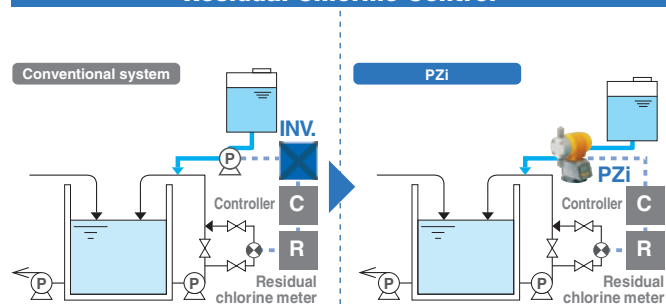 Residual Chlorine Control
Conventional system
PZi
INV.
P
PZi
Controller
C
Controller
C
R
R
P
P
P
P
Residual
chlorine meter
Residual
chlorine meter